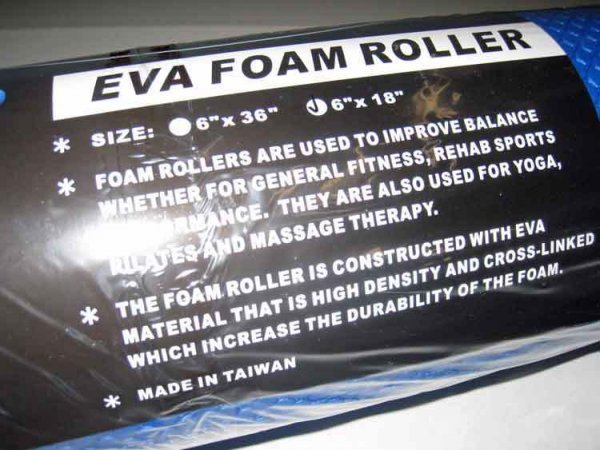 EVA FOAM ROLLER
* SIZE: 6"x 36" 6"x 18"
* FOAM ROLLERS ARE USED TO IMPROVE BALANCE
WHETHER FOR GENERAL FITNESS, REHAB SPORTS
THEY ARE ALSO USED FOR YOGA,
PILATES AND MASSAGE THERAPY.
* THE FOAM ROLLER IS CONSTRUCTED WITH EVA
MATERIAL THAT IS HIGH DENSITY AND CROSS-LINKED
WHICH INCREASE THE DURABILITY OF THE FOAM.
* MADE IN TAIWAN